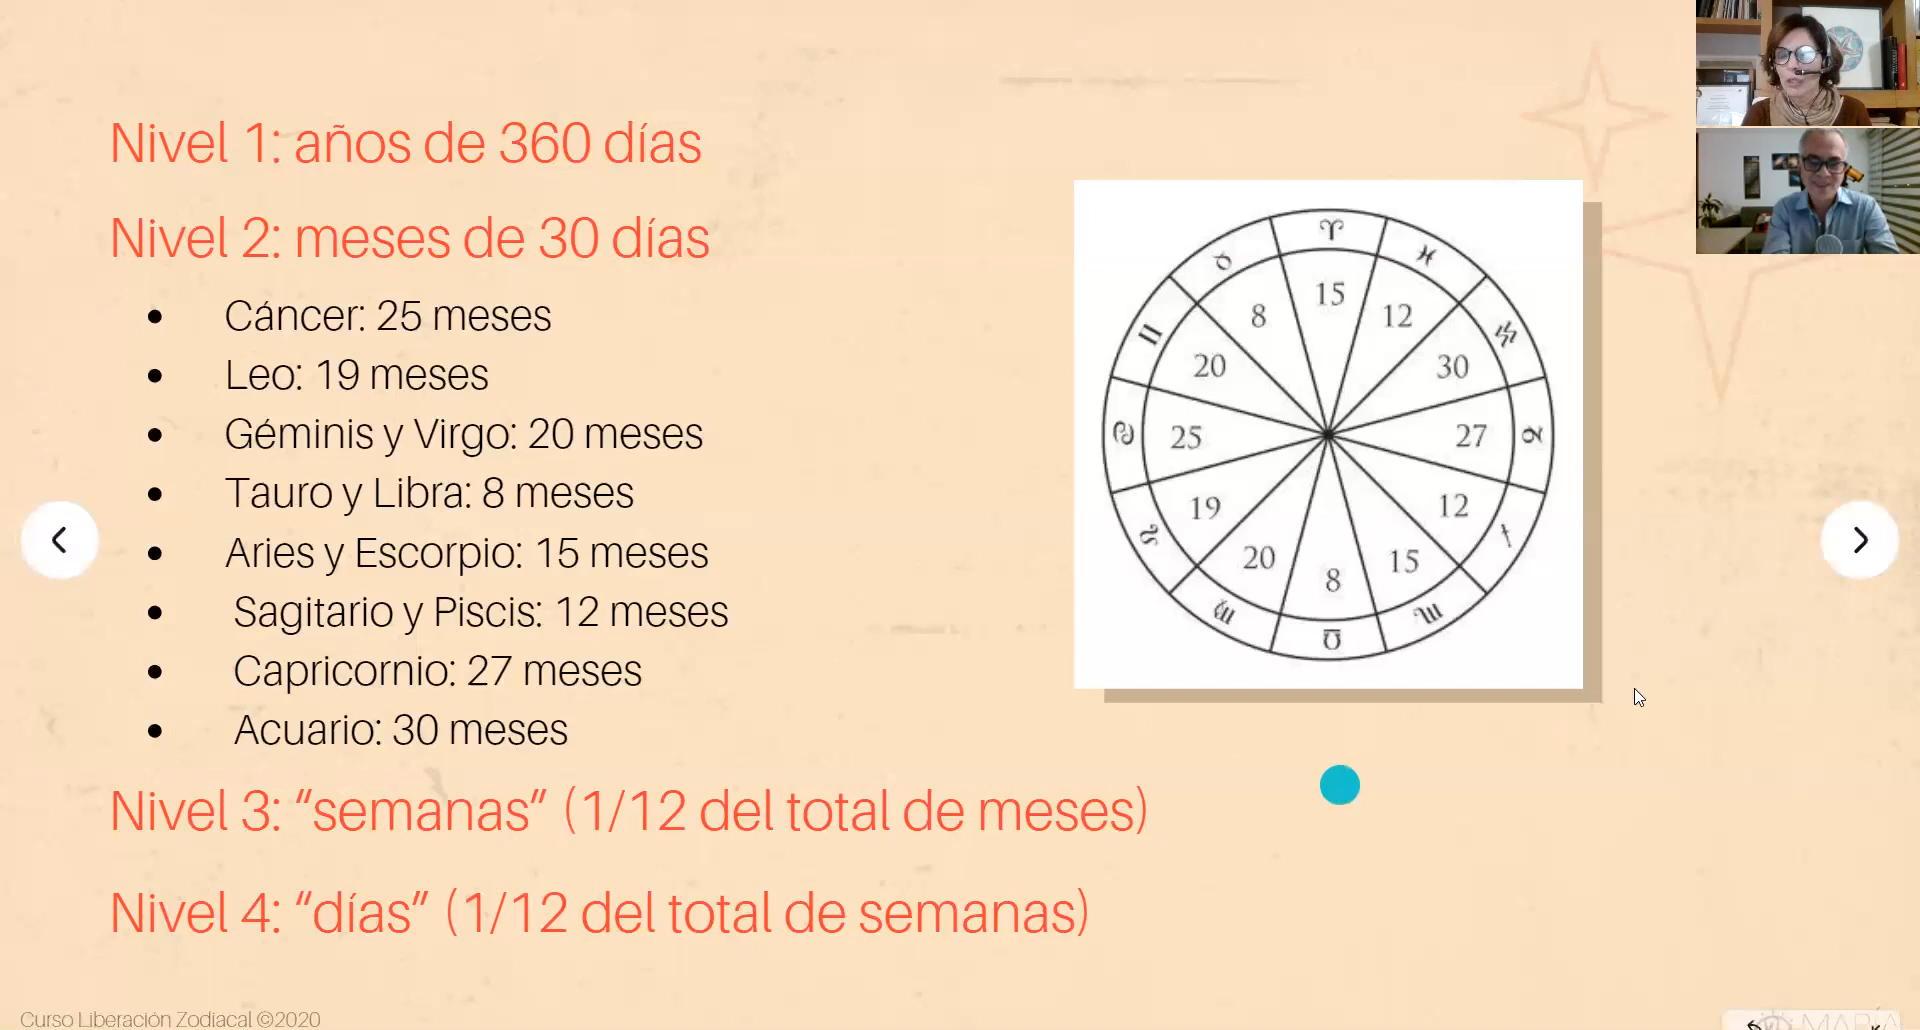 Nivel 1: años de 360 días
Nivel 2: meses de 30 días
Cáncer: 25 meses
Leo: 19 meses
Géminis y Virgo: 20 meses
Tauro y Libra: 8 meses
Aries y Escorpio: 15 meses
Sagitario y Piscis: 12 meses
Capricornio: 27 meses
Acuario: 30 meses
Nivel 3: “semanas” (1/12 del total de meses)
Nivel 4: “días” (1/12 del total de semanas)
♈
15
♓
12
♒
30
♑
27
♐
12
♏
15
♎
8
♍
20
♌
19
♋
25
♊
20
♉
8
Curso Liberación Zodiacal ©2020
MARÍA